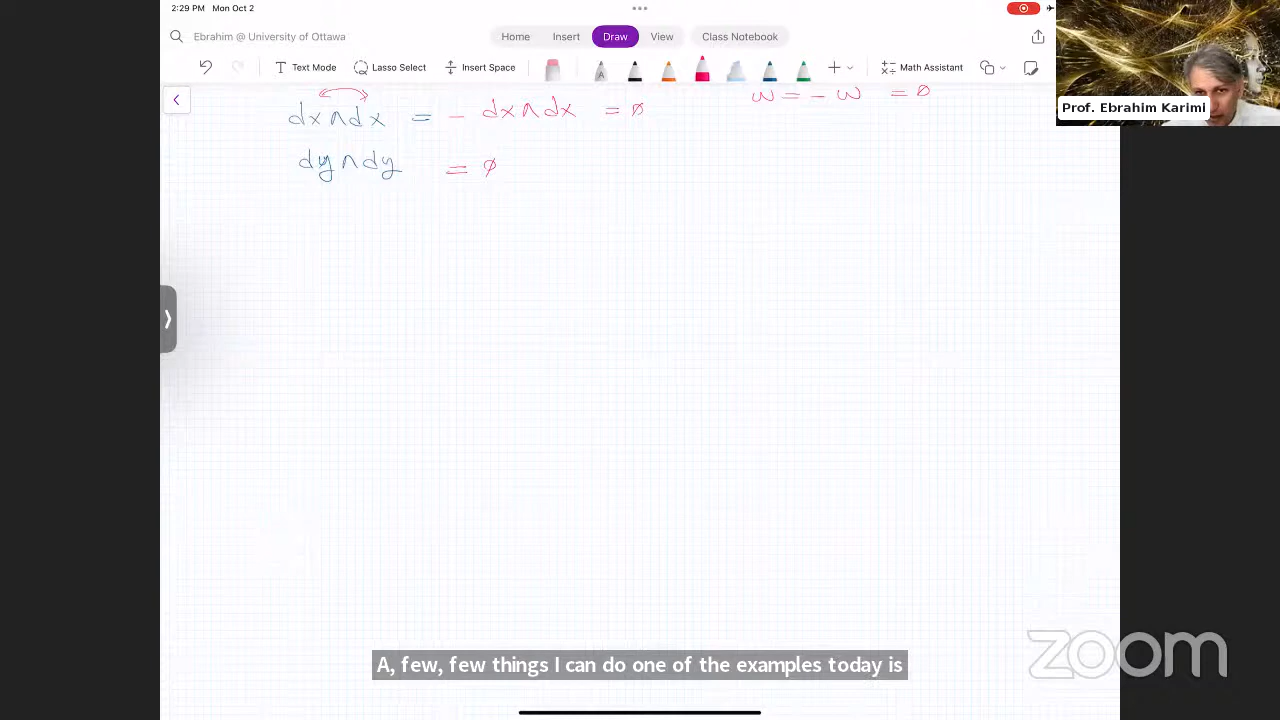 2:29 PM Mon Oct 2
Ebrahim @ University of Ottawa
Home Insert Draw View Class Notebook
Text Mode Lasso Select Insert Space Math Assistant
Prof. Ebrahim Karimi
ω = - ω = ∅
dx∧dx = - dx∧dx = ∅
dy∧dy = ∅
A, few, few things I can do one of the examples today is
zoom